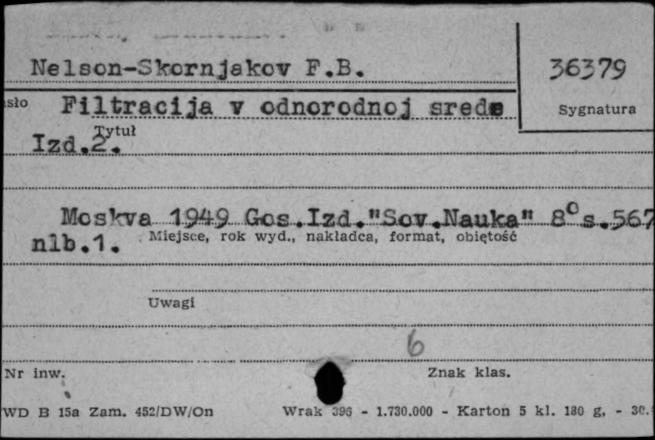 Nelson-Skornjakov F.B.
36379
sło Filtracija v odnorodnoj srede
Sygnatura
Tytuł
Izd.2.
Moskva 1949 Gos.Izd."Sov.Nauka" 8⁰s.567
nlb.1. Miejsce, rok wyd., nakładca, format, objętość
Uwagi
6
Nr inw.
Znak klas.
WD B 15a Zam. 452/DW/On Wrak 396 - 1.730.000 - Karton 5 kl. 180 g, - 30.